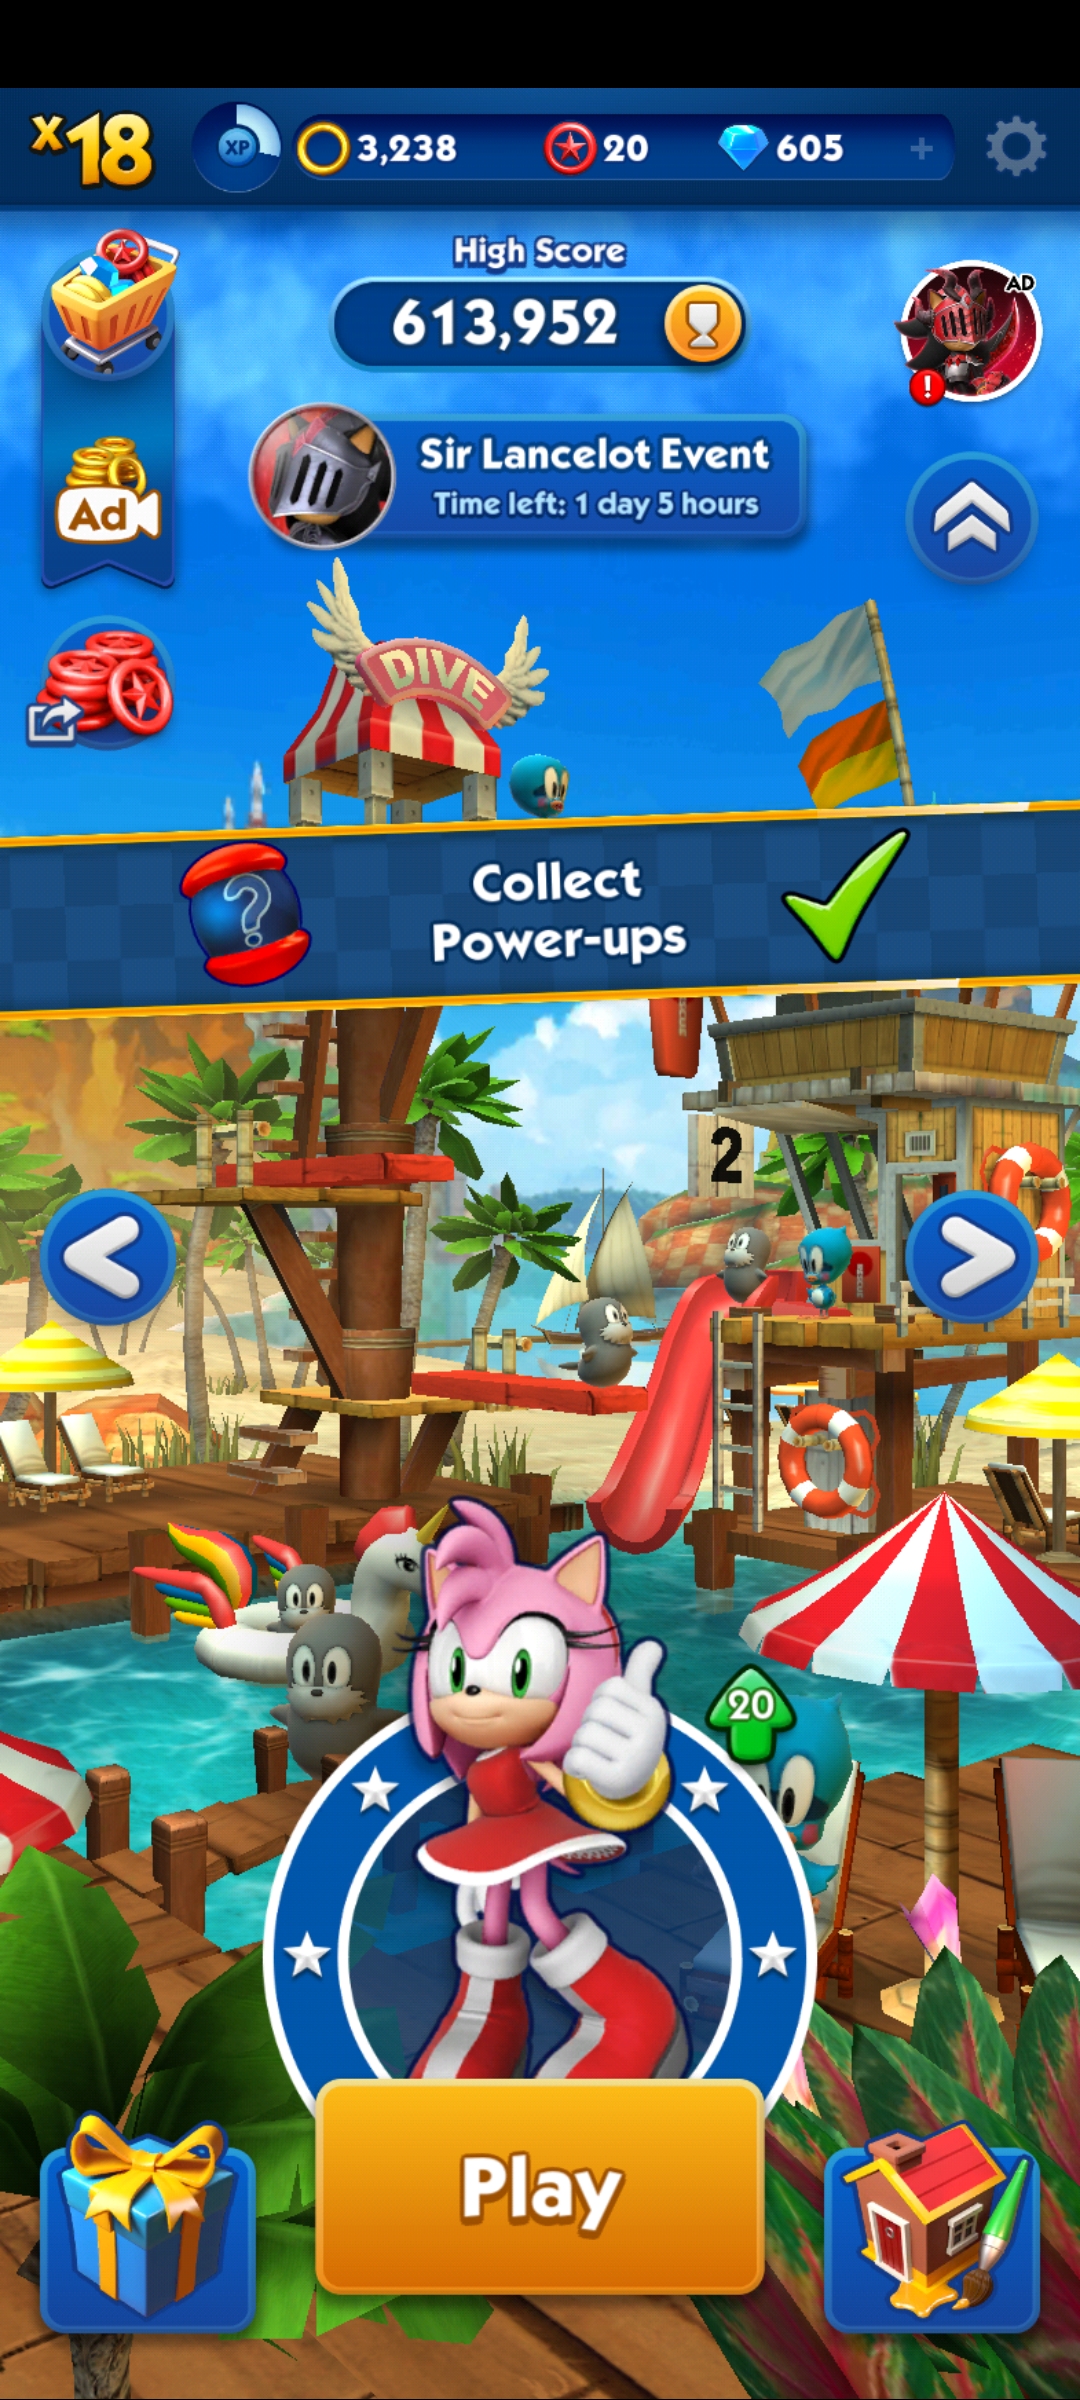 x18
XP
3,238
20
605
+
High Score
613,952
AD
!
Sir Lancelot Event
Time left: 1 day 5 hours
Ad
DIVE
?
Collect
Power-ups
2
20
Play